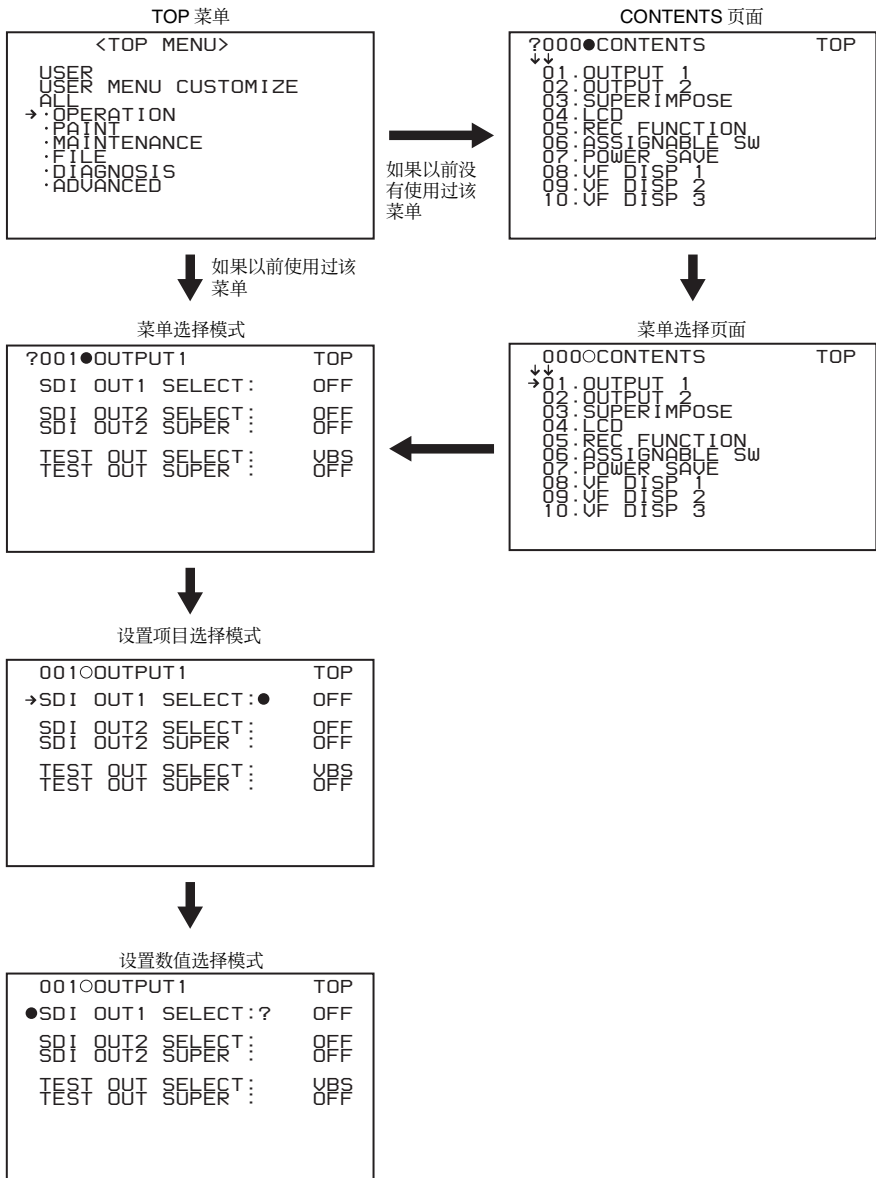 TOP 菜单
<TOP MENU>
USER
USER MENU CUSTOMIZE
ALL
→·OPERATION
·PAINT
·MAINTENANCE
·FILE
·DIAGNOSIS
·ADVANCED
如果以前没
有使用过该
菜单
CONTENTS 页面
?000●CONTENTS TOP
↓↓
01.OUTPUT 1
02.OUTPUT 2
03.SUPERIMPOSE
04.LCD
05.REC FUNCTION
06.ASSIGNABLE SW
07.POWER SAVE
08.VF DISP 1
09.VF DISP 2
10.VF DISP 3
如果以前使用过该
菜单
菜单选择页面
000○CONTENTS TOP
↓↓
→01.OUTPUT 1
02.OUTPUT 2
03.SUPERIMPOSE
04.LCD
05.REC FUNCTION
06.ASSIGNABLE SW
07.POWER SAVE
08.VF DISP 1
09.VF DISP 2
10.VF DISP 3
菜单选择模式
?001●OUTPUT1 TOP
SDI OUT1 SELECT: OFF
SDI OUT2 SELECT: OFF
SDI OUT2 SUPER : OFF
TEST OUT SELECT: VBS
TEST OUT SUPER : OFF
设置项目选择模式
001○OUTPUT1 TOP
→SDI OUT1 SELECT:● OFF
SDI OUT2 SELECT: OFF
SDI OUT2 SUPER : OFF
TEST OUT SELECT: VBS
TEST OUT SUPER : OFF
设置数值选择模式
001○OUTPUT1 TOP
●SDI OUT1 SELECT:? OFF
SDI OUT2 SELECT: OFF
SDI OUT2 SUPER : OFF
TEST OUT SELECT: VBS
TEST OUT SUPER : OFF